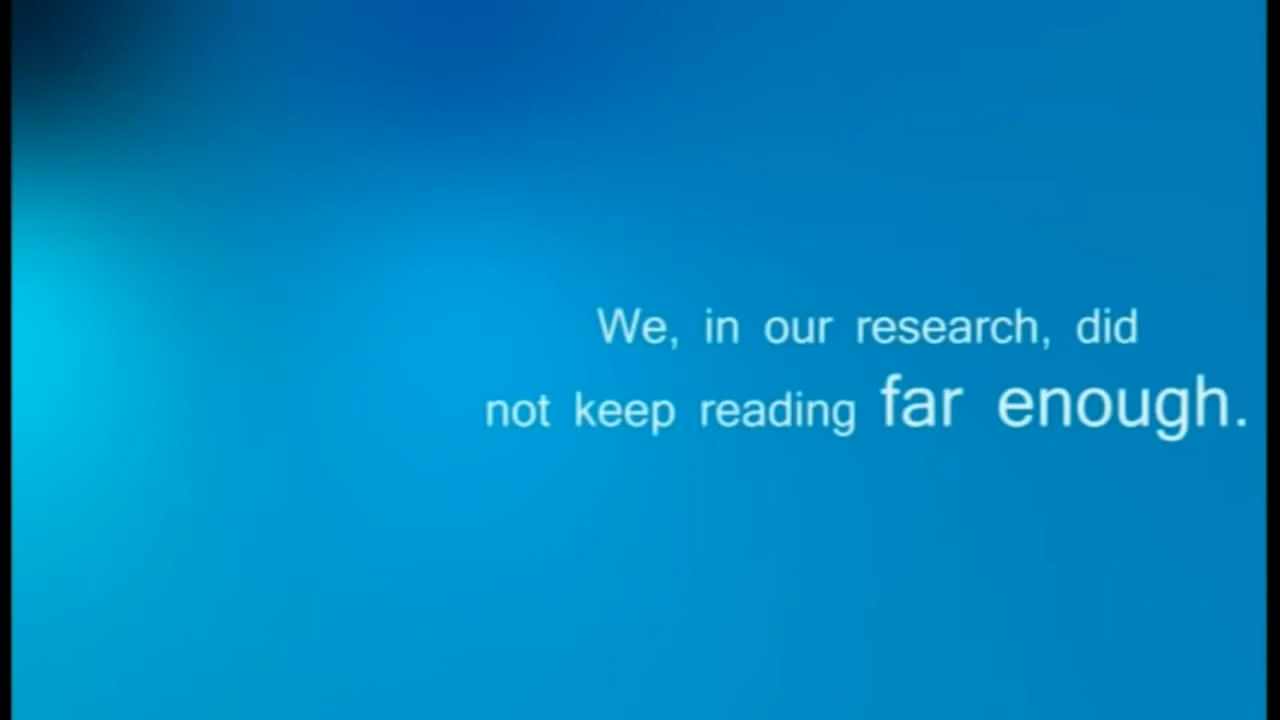 We, in our research, did
not keep reading far enough.